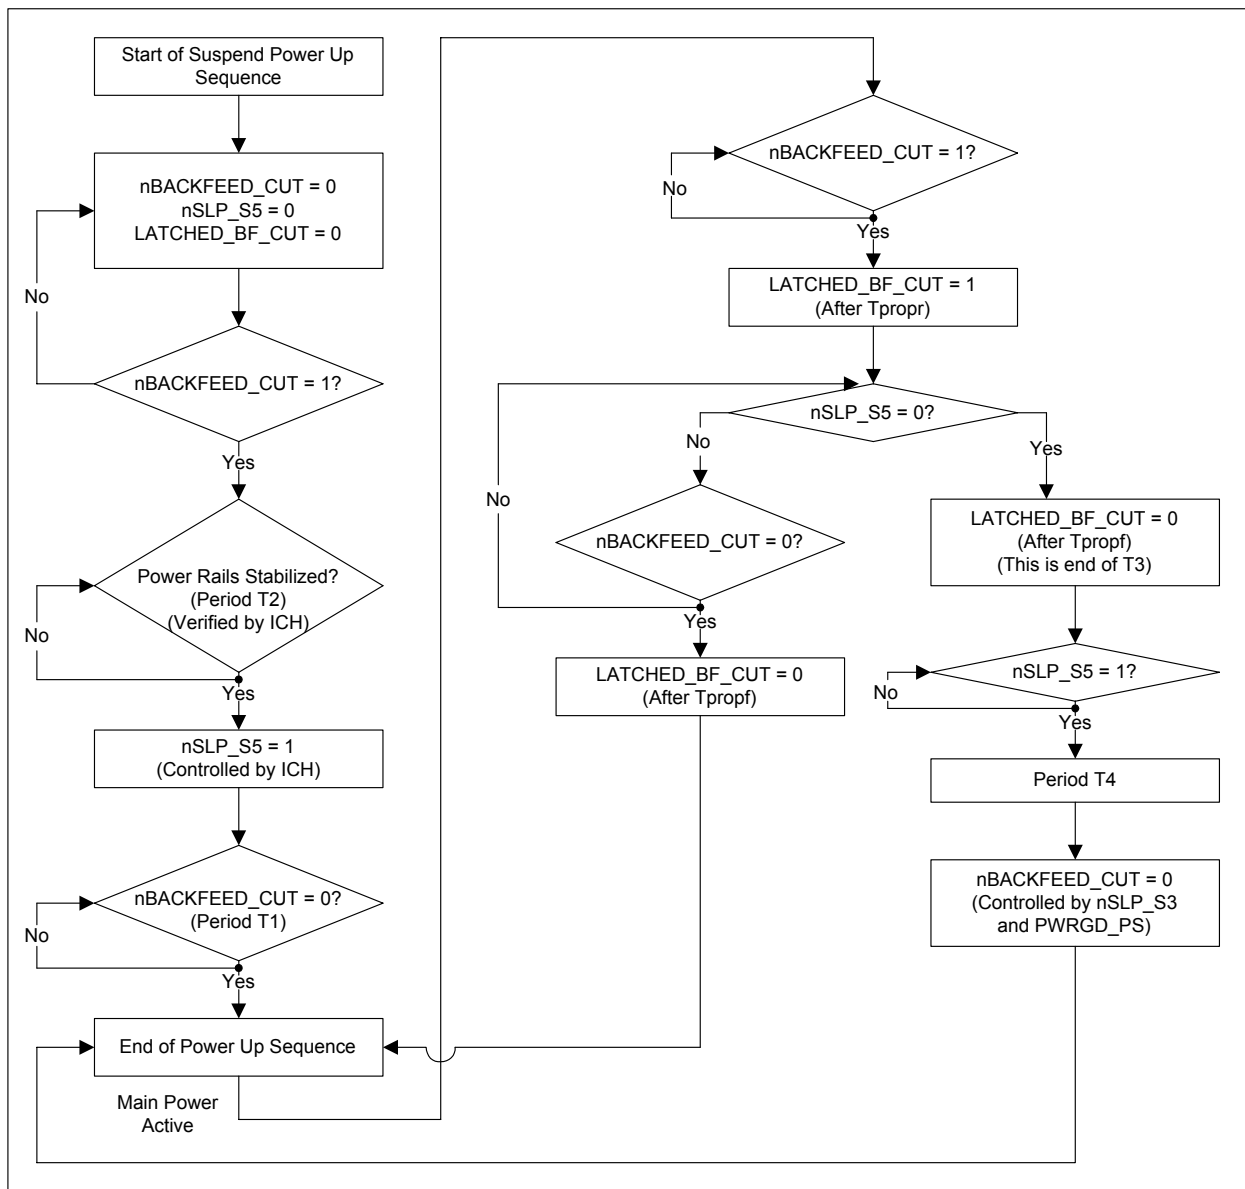 Start of Suspend Power Up
Sequence
nBACKFEED_CUT = 0
nSLP_S5 = 0
LATCHED_BF_CUT = 0
No
nBACKFEED_CUT = 1?
Yes
Power Rails Stabilized?
(Period T2)
(Verified by ICH)
No
Yes
nSLP_S5 = 1
(Controlled by ICH)
nBACKFEED_CUT = 0?
(Period T1)
No
Yes
End of Power Up Sequence
Main Power
Active
nBACKFEED_CUT = 1?
No
Yes
LATCHED_BF_CUT = 1
(After Tpropr)
nSLP_S5 = 0?
No
Yes
No
nBACKFEED_CUT = 0?
Yes
LATCHED_BF_CUT = 0
(After Tpropf)
LATCHED_BF_CUT = 0
(After Tpropf)
(This is end of T3)
nSLP_S5 = 1?
No
Yes
Period T4
nBACKFEED_CUT = 0
(Controlled by nSLP_S3
and PWRGD_PS)